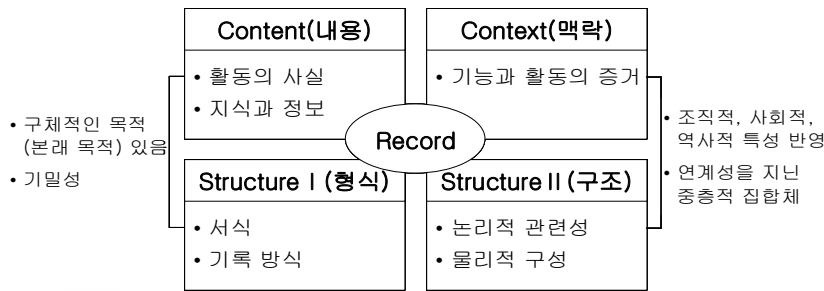 Content(내용)
• 활동의 사실
• 지식과 정보
Context(맥락)
• 기능과 활동의 증거
• 구체적인 목적
(본래 목적) 있음
• 기밀성
Record
• 조직적, 사회적,
역사적 특성 반영
• 연계성을 지닌
중층적 집합체
StructureⅠ(형식)
• 서식
• 기록 방식
StructureⅡ(구조)
• 논리적 관련성
• 물리적 구성